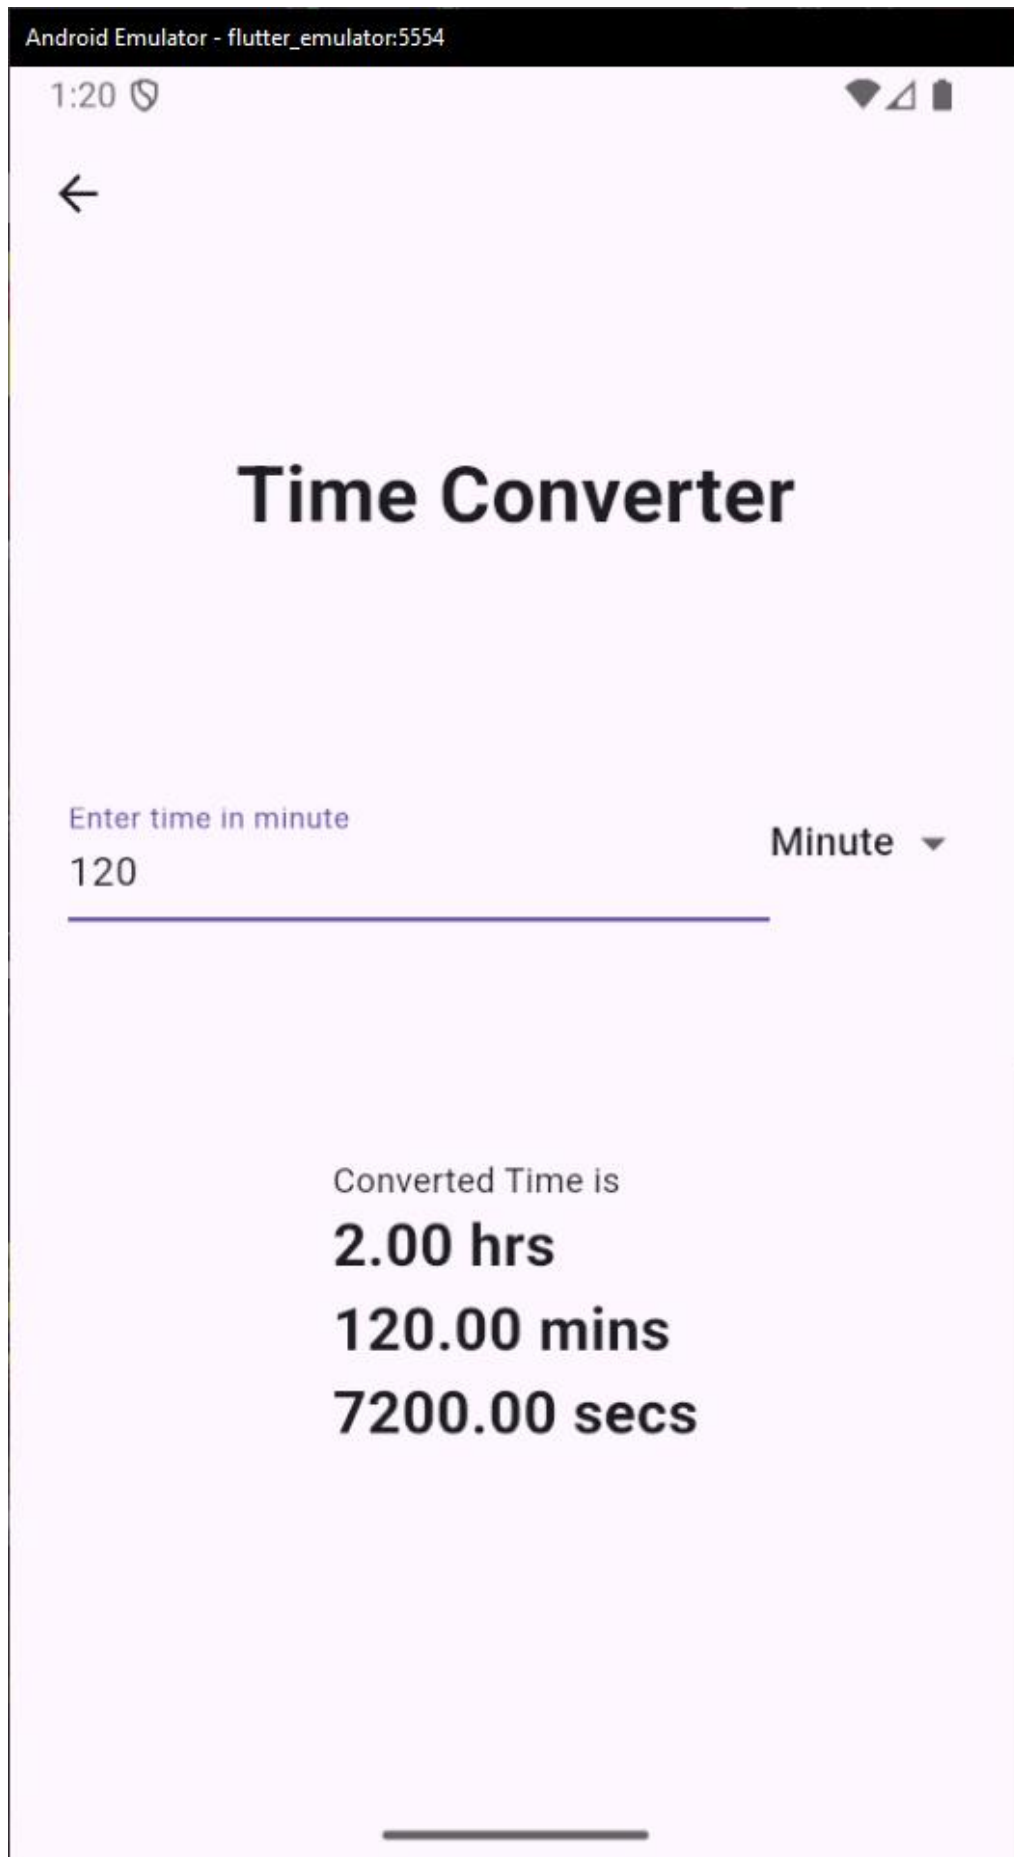 Android Emulator - flutter_emulator:5554
1:20
Time Converter
Enter time in minute
120
Minute
Converted Time is
2.00 hrs
120.00 mins
7200.00 secs